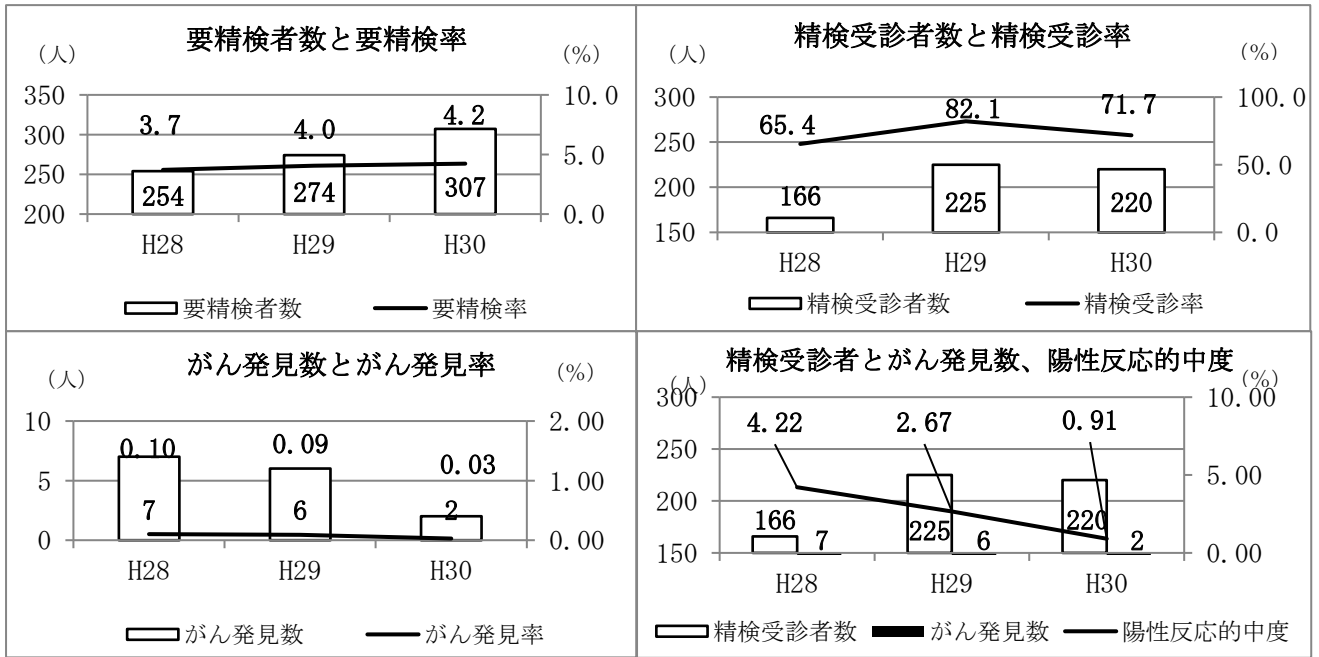 要精検者数と要精検率
（人）
（%）
350
300
250
200
10.0
5.0
0.0
3.7
4.0
4.2
254
274
307
H28
H29
H30
要精検者数
要精検率
精検受診者数と精検受診率
（人）
（%）
300
250
200
150
100.0
50.0
0.0
65.4
82.1
71.7
166
225
220
H28
H29
H30
精検受診者数
精検受診率
がん発見数とがん発見率
（人）
（%）
10
5
0
2.00
1.00
0.00
0.10
0.09
0.03
7
6
2
H28
H29
H30
がん発見数
がん発見率
精検受診者とがん発見数、陽性反応的中度
（人）
（%）
300
250
200
150
10.00
5.00
0.00
4.22
2.67
0.91
166
7
225
6
220
2
H28
H29
H30
精検受診者数
がん発見数
陽性反応的中度